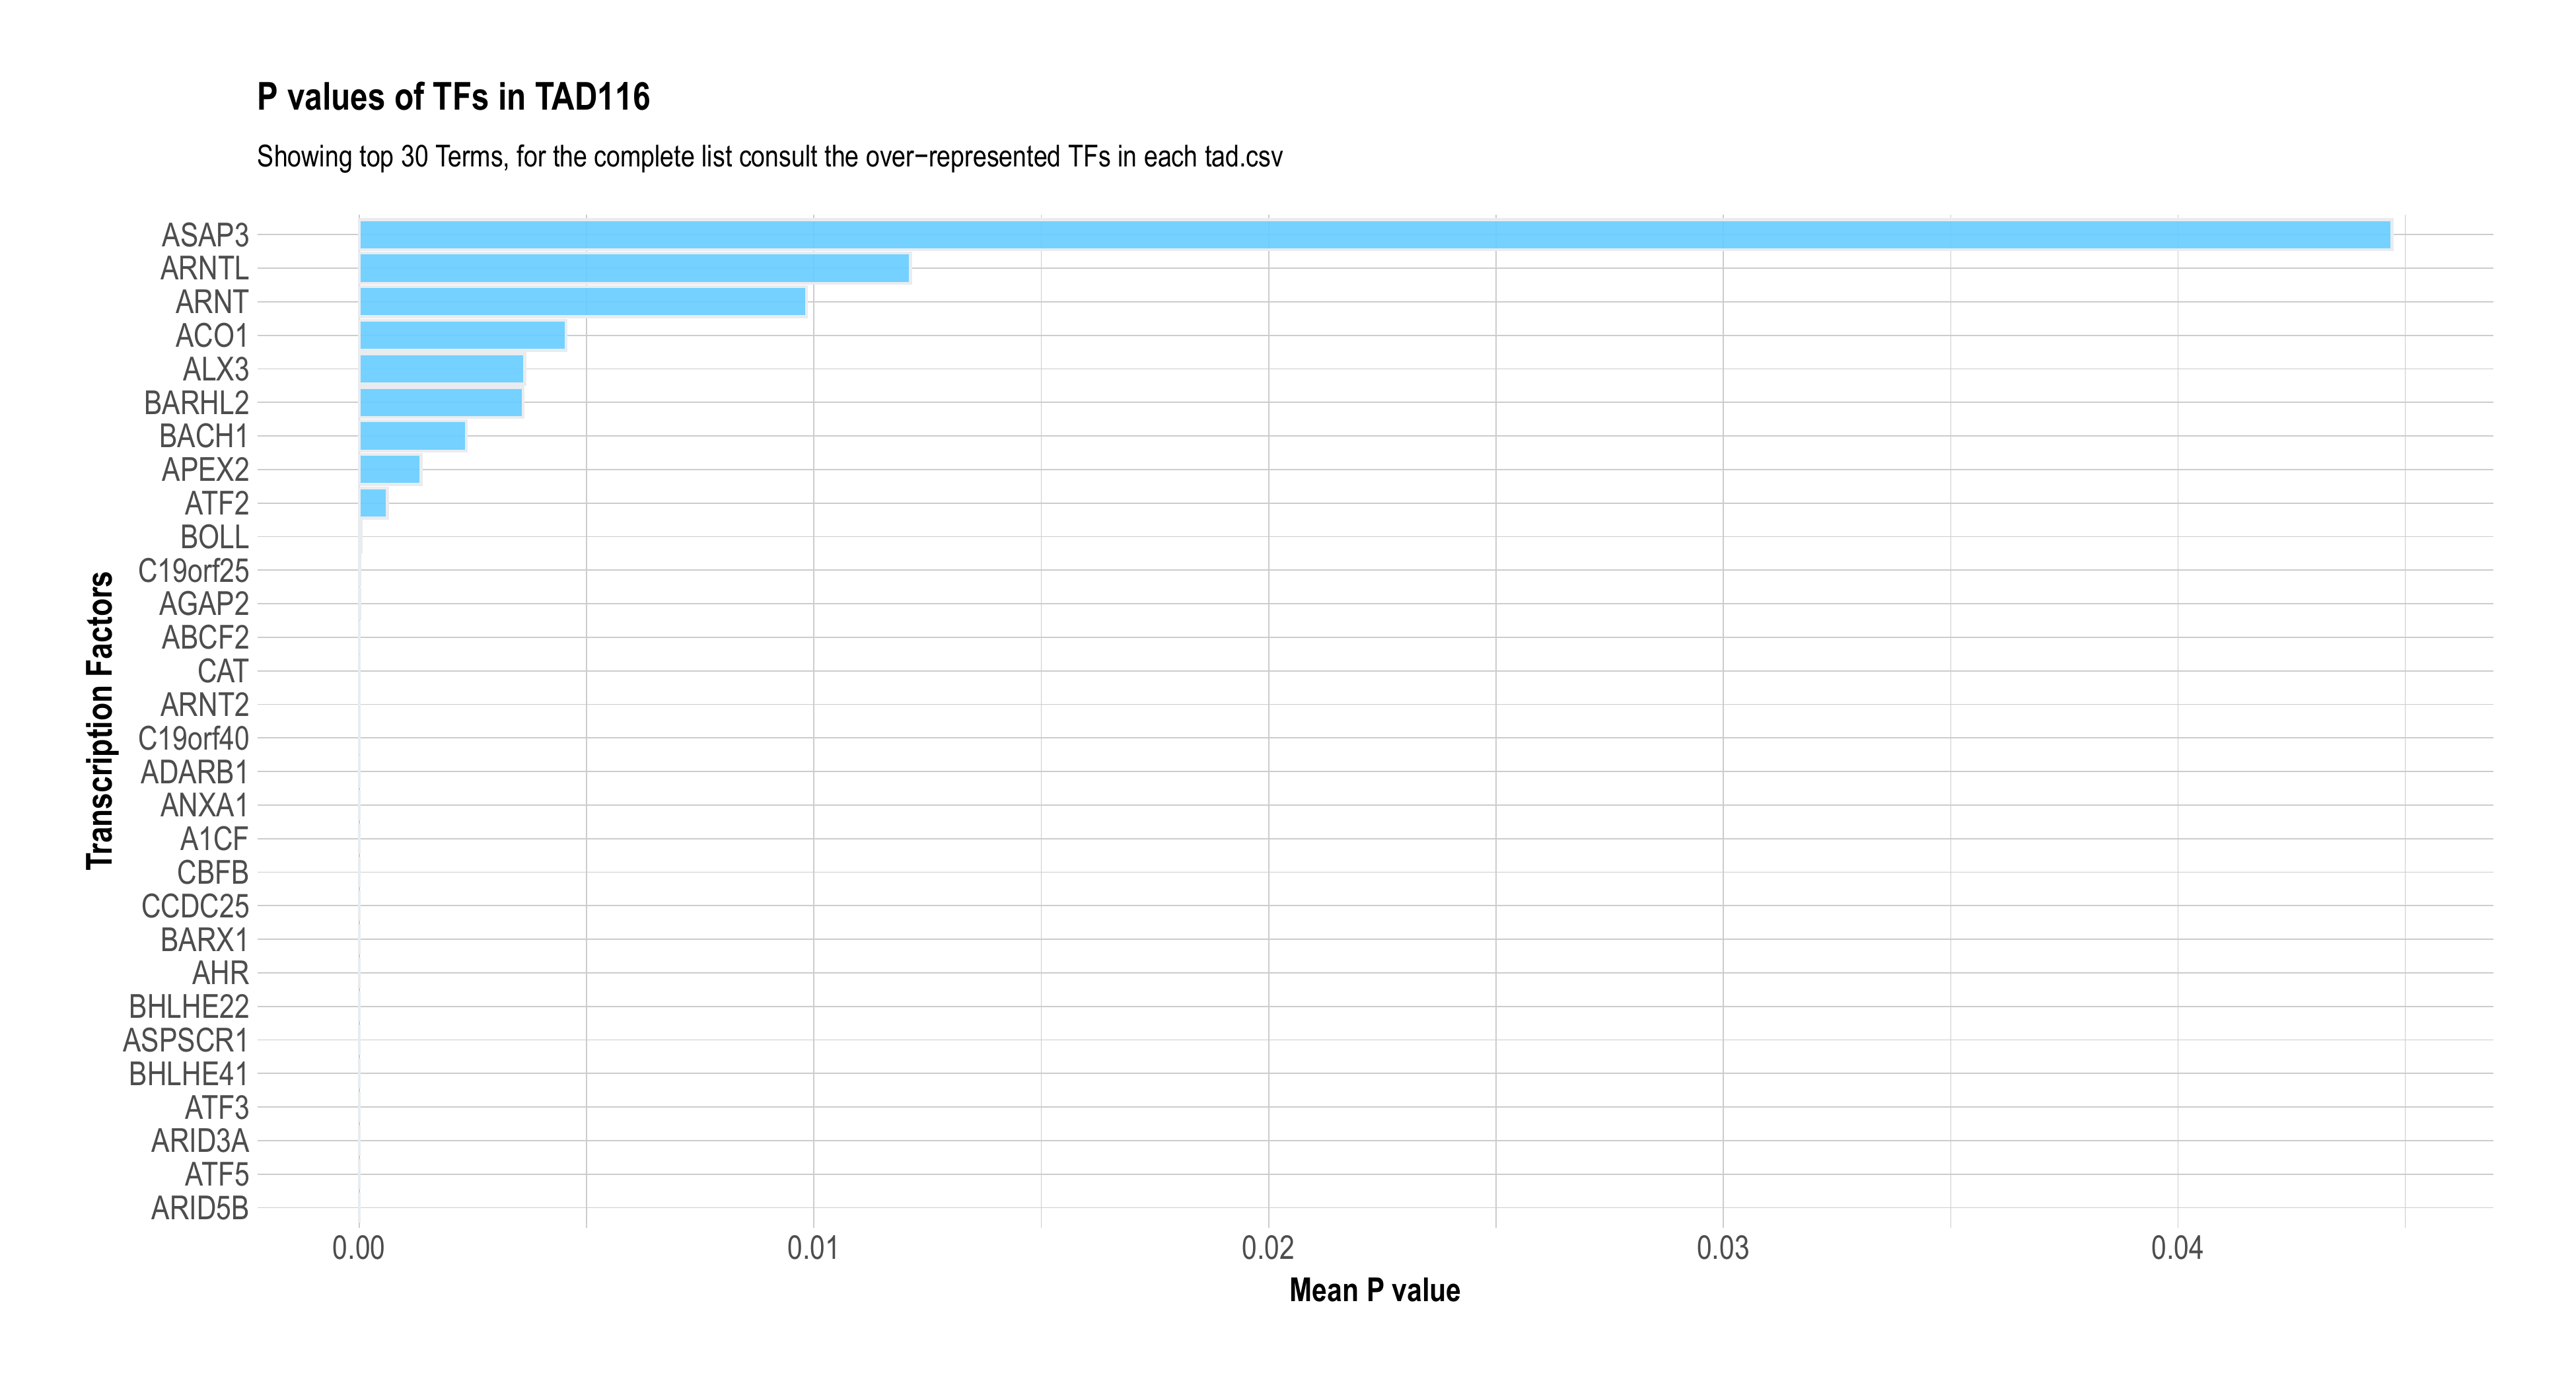 P values of TFs in TAD116
Showing top 30 Terms, for the complete list consult the over−represented TFs in each tad.csv
Transcription Factors
ASAP3
ARNTL
ARNT
ACO1
ALX3
BARHL2
BACH1
APEX2
ATF2
BOLL
C19orf25
AGAP2
ABCF2
CAT
ARNT2
C19orf40
ADARB1
ANXA1
A1CF
CBFB
CCDC25
BARX1
AHR
BHLHE22
ASPSCR1
BHLHE41
ATF3
ARID3A
ATF5
ARID5B
0.00 0.01 0.02 0.03 0.04
Mean P value